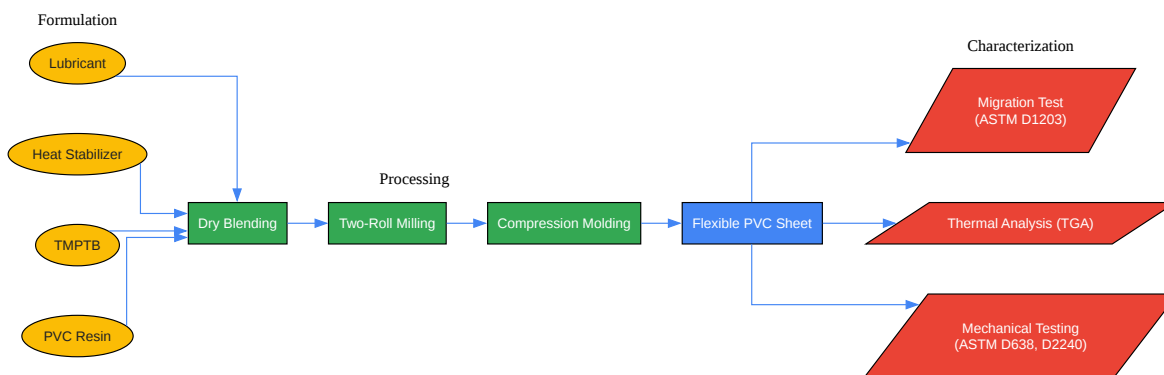 Formulation
Lubricant
Heat Stabilizer
TMPTB
PVC Resin
Processing
Dry Blending
Two-Roll Milling
Compression Molding
Flexible PVC Sheet
Characterization
Migration Test
(ASTM D1203)
Thermal Analysis (TGA)
Mechanical Testing
(ASTM D638, D2240)